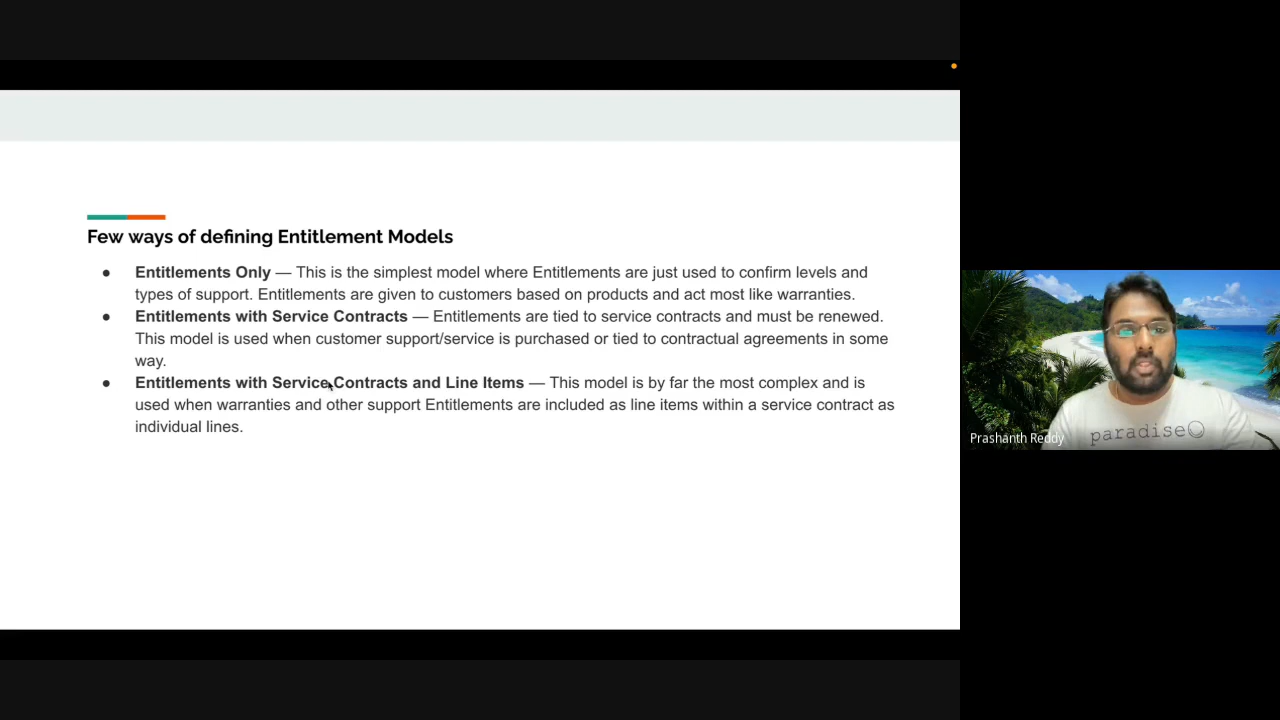 Few ways of defining Entitlement Models
● Entitlements Only — This is the simplest model where Entitlements are just used to confirm levels and
types of support. Entitlements are given to customers based on products and act most like warranties.
● Entitlements with Service Contracts — Entitlements are tied to service contracts and must be renewed.
This model is used when customer support/service is purchased or tied to contractual agreements in some
way.
● Entitlements with Service Contracts and Line Items — This model is by far the most complex and is
used when warranties and other support Entitlements are included as line items within a service contract as
individual lines.
paradise
Prashanth Reddy